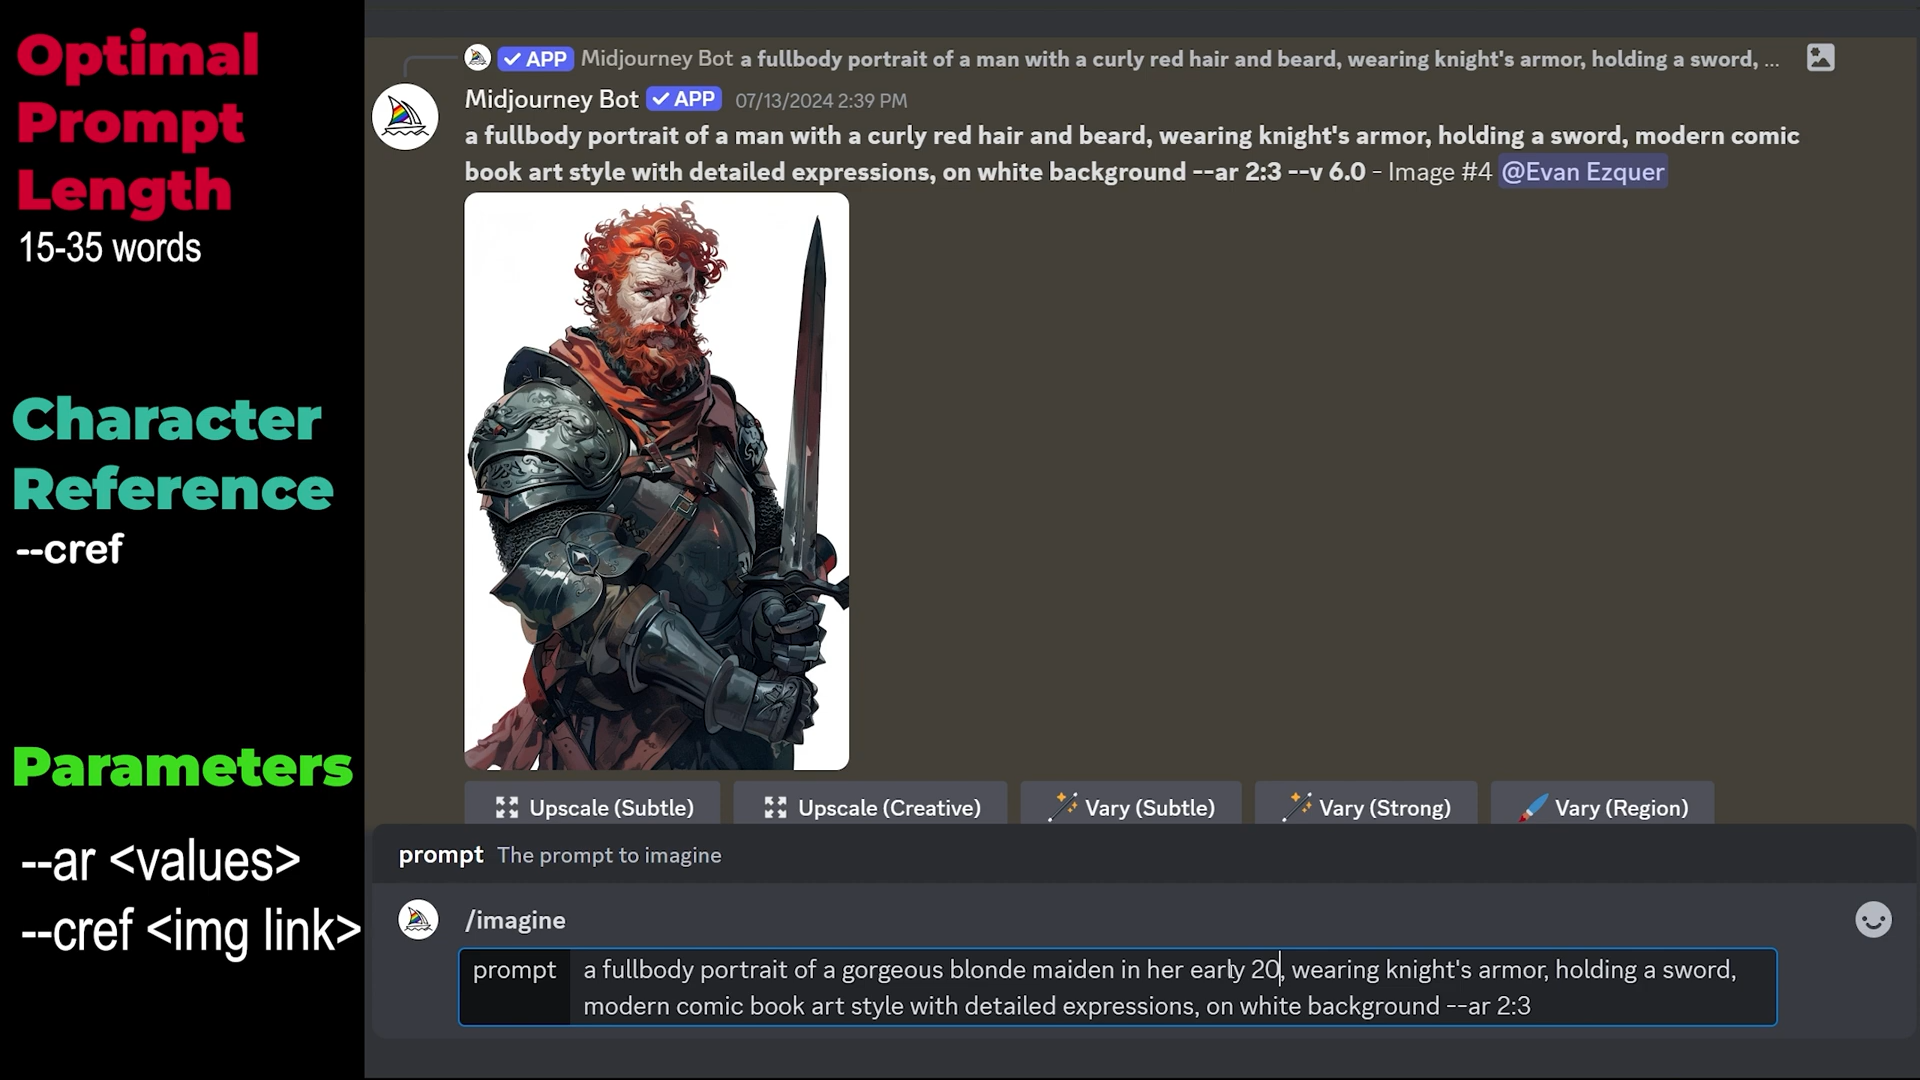 Optimal
Prompt
Length
15-35 words
Character
Reference
--cref
Parameters
--ar <values>
--cref <img link>
APP Midjourney Bot a fullbody portrait of a man with a curly red hair and beard, wearing knight's armor, holding a sword, ...
Midjourney Bot APP 07/13/2024 2:39 PM
a fullbody portrait of a man with a curly red hair and beard, wearing knight's armor, holding a sword, modern comic
book art style with detailed expressions, on white background --ar 2:3 --v 6.0 - Image #4 @Evan Ezquer
Upscale (Subtle) Upscale (Creative) Vary (Subtle) Vary (Strong) Vary (Region)
prompt The prompt to imagine
/imagine
prompt a fullbody portrait of a gorgeous blonde maiden in her early 20, wearing knight's armor, holding a sword,
modern comic book art style with detailed expressions, on white background --ar 2:3